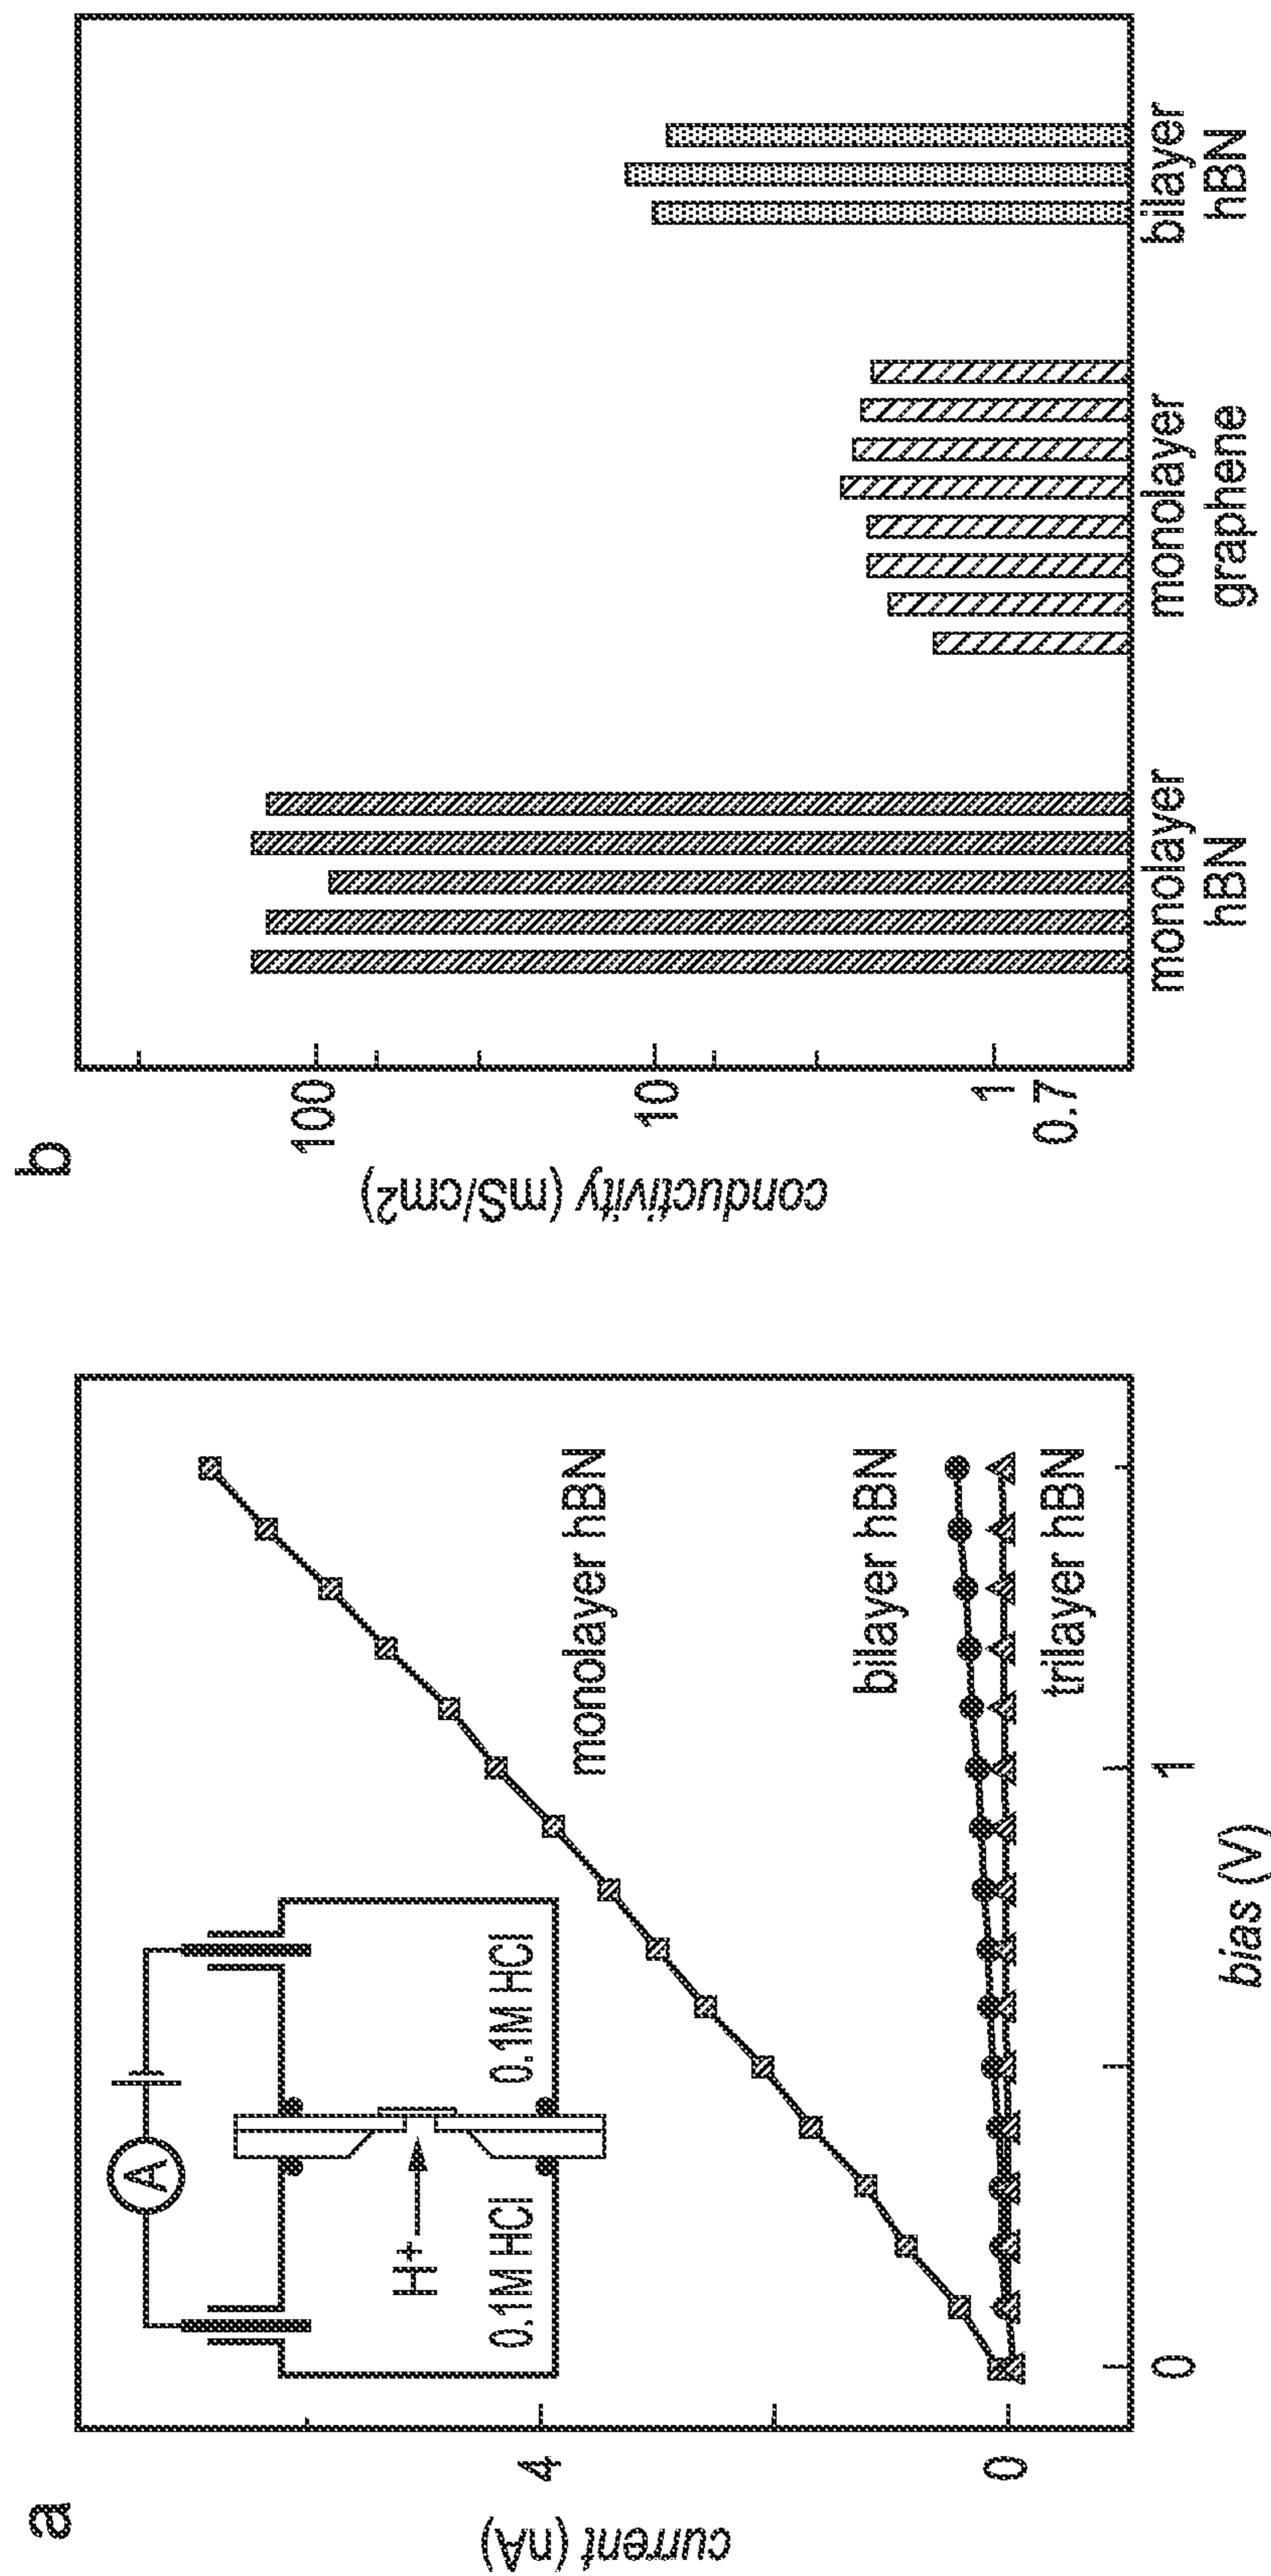 a
current (nA)
4
0
A
H+
0.1M HCl
0.1M HCl
monolayer hBN
bilayer hBN
trilayer hBN
0
1
bias (V)
b
conductivity (mS/cm2)
100
10
1
0.7
monolayer
hBN
monolayer
graphene
bilayer
hBN